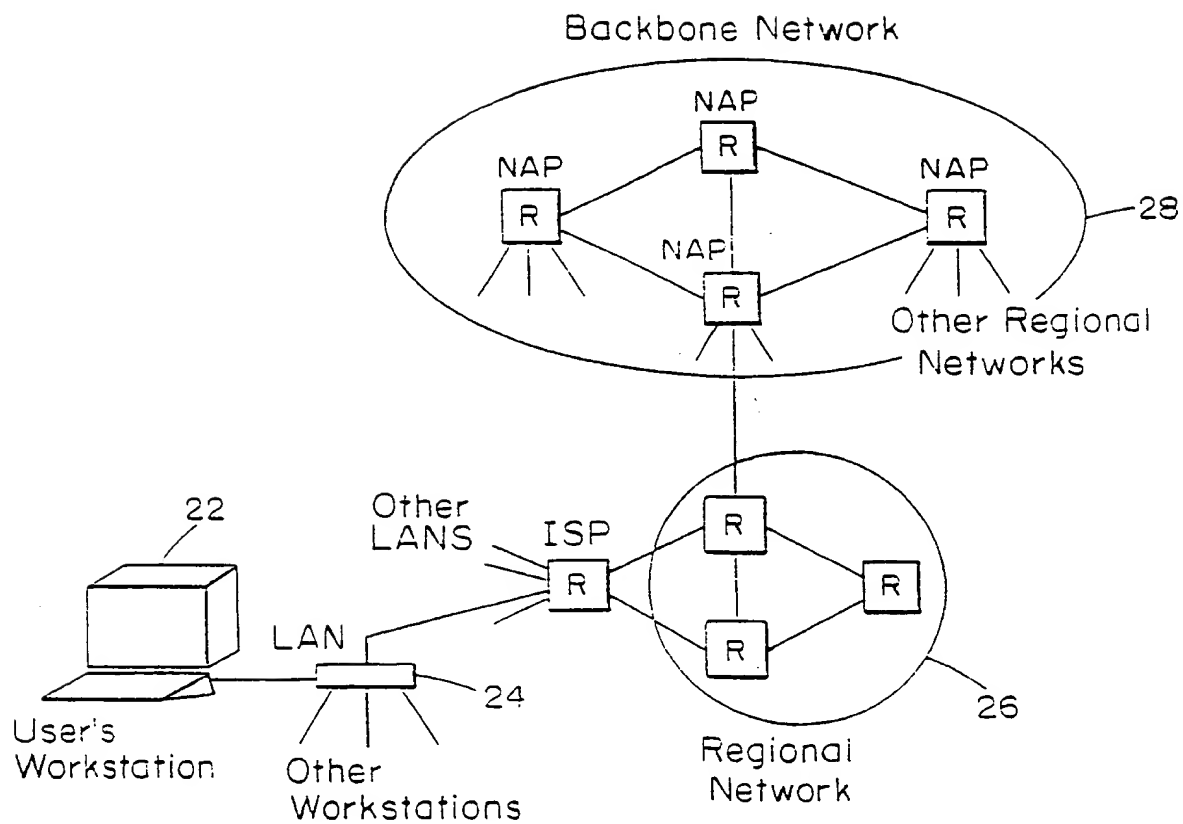 Backbone Network
NAP
R
NAP
R
NAP
R
28
NAP
R
Other Regional
Networks
22
Other
LANS
ISP
R
R
R
R
LAN
24
26
User's
Workstation
Other
Workstations
Regional
Network